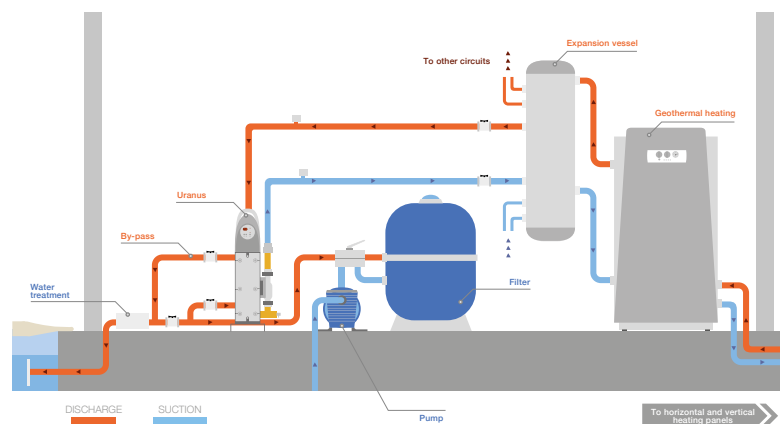 Expansion vessel
To other circuits
Geothermal heating
Uranus
By-pass
Water
treatment
Filter
Pump
DISCHARGE
SUCTION
To horizontal and vertical
heating panels